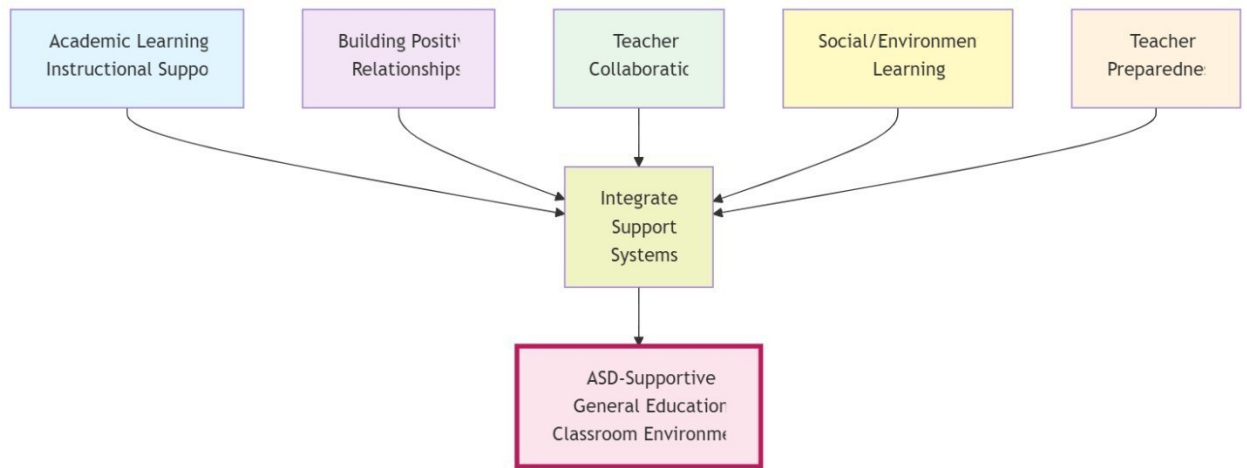 Academic Learning
Instructional Suppo
Building Positiv
Relationships
Teacher
Collaboratic
Social/Environmen
Learning
Teacher
Preparednes
Integrate
Support
Systems
ASD-Supportive
General Education
Classroom Environme